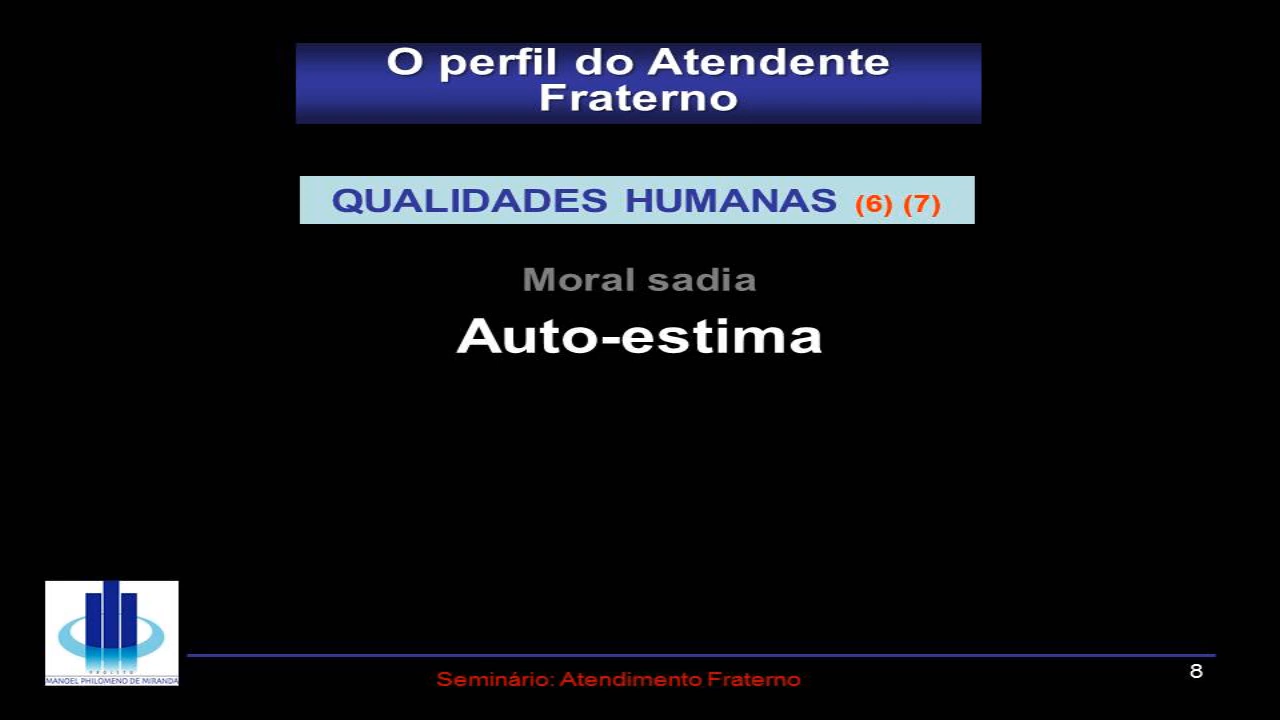 O perfil do Atendente
Fraterno
QUALIDADES HUMANAS (6) (7)
Moral sadia
Auto-estima
PROJETO
MANOEL PHILOMENO DE MIRANDA
Seminário: Atendimento Fraterno
8